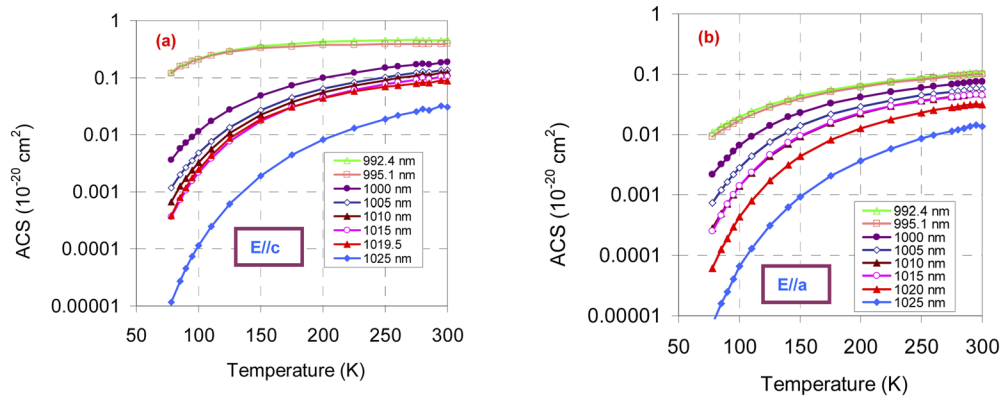 (a)
ACS (10⁻²⁰ cm²)
1
0.1
0.01
0.001
0.0001
0.00001
992.4 nm
995.1 nm
1000 nm
1005 nm
1010 nm
1015 nm
1019.5
1025 nm
E//c
50 100 150 200 250 300
Temperature (K)
(b)
ACS (10⁻²⁰ cm²)
1
0.1
0.01
0.001
0.0001
0.00001
992.4 nm
995.1 nm
1000 nm
1005 nm
1010 nm
1015 nm
1020 nm
1025 nm
E//a
50 100 150 200 250 300
Temperature (K)